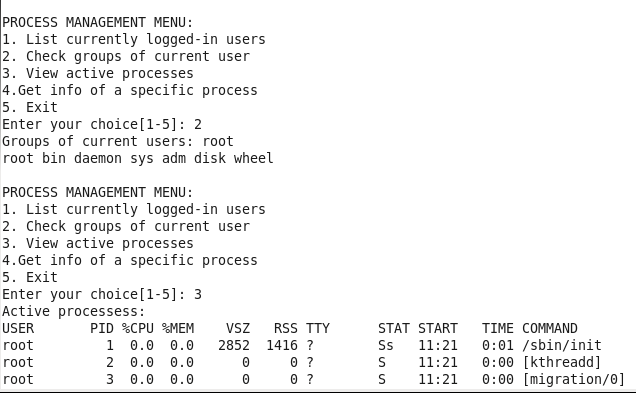 PROCESS MANAGEMENT MENU:
1. List currently logged-in users
2. Check groups of current user
3. View active processes
4.Get info of a specific process
5. Exit
Enter your choice[1-5]: 2
Groups of current users: root
root bin daemon sys adm disk wheel

PROCESS MANAGEMENT MENU:
1. List currently logged-in users
2. Check groups of current user
3. View active processes
4.Get info of a specific process
5. Exit
Enter your choice[1-5]: 3
Active processess:
USER       PID %CPU %MEM    VSZ   RSS TTY      STAT START   TIME COMMAND
root         1  0.0  0.0   2852  1416 ?        Ss   11:21   0:01 /sbin/init
root         2  0.0  0.0      0     0 ?        S    11:21   0:00 [kthreadd]
root         3  0.0  0.0      0     0 ?        S    11:21   0:00 [migration/0]